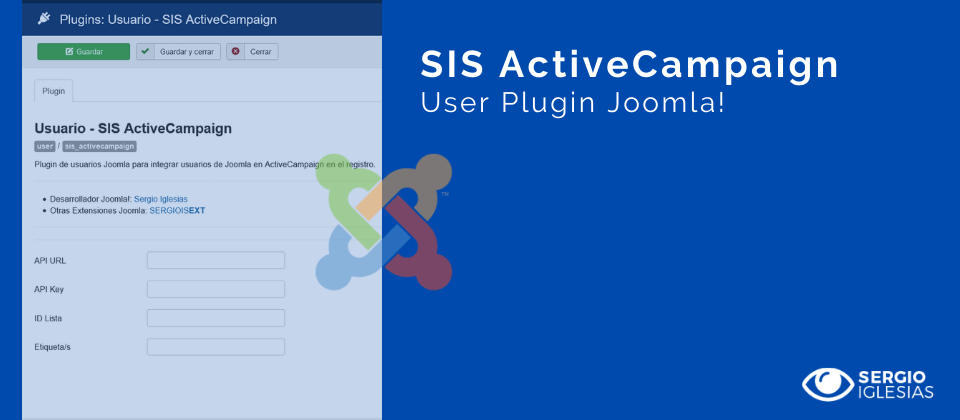 Plugins: Usuario - SIS ActiveCampaign
Guardar
Guardar y cerrar
Cerrar
Plugin
Usuario - SIS ActiveCampaign
user / sis_activecampaign
Plugin de usuarios Joomla para integrar usuarios de Joomla en ActiveCampaign en el registro.
Desarrollador Joomla!: Sergio Iglesias
Otras Extensiones Joomla: SERGIOISEXT
API URL
API Key
ID Lista
Etiqueta/s
SIS ActiveCampaign
User Plugin Joomla!
TM
SERGIO
IGLESIAS